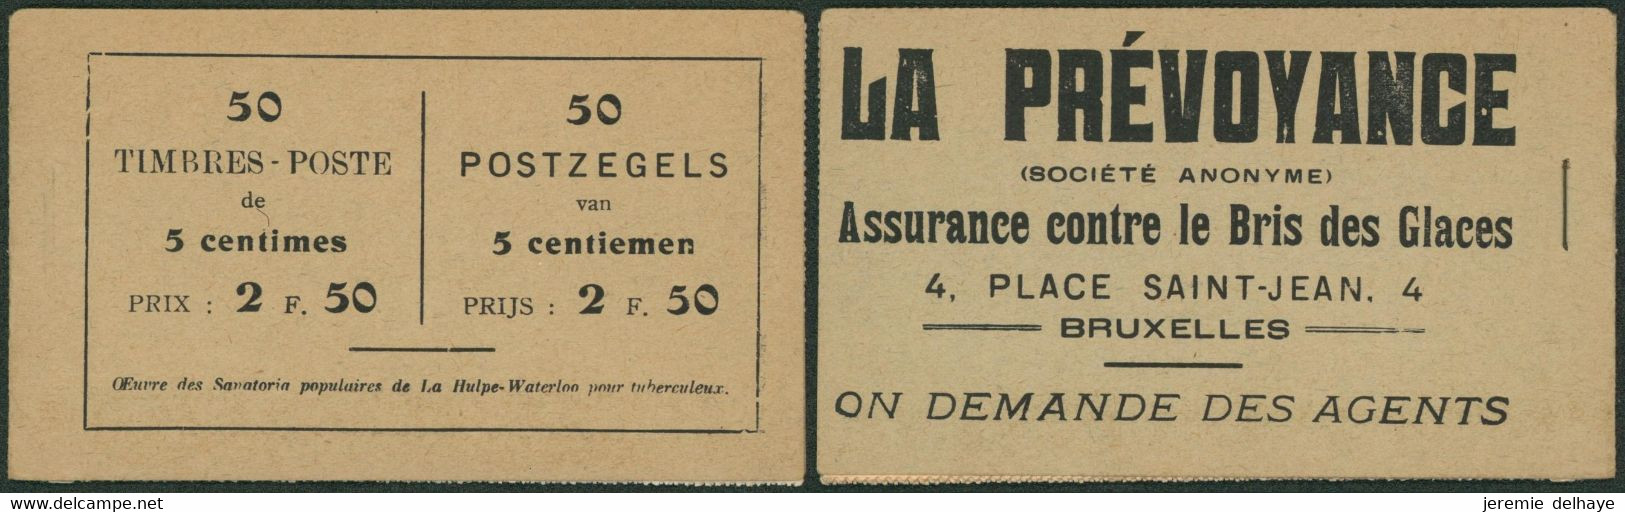 50
TIMBRES-POSTE
de
5 centimes
PRIX : 2 F. 50
50
POSTZEGELS
van
5 centiemen
PRIJS : 2 F. 50
Œuvre des Sanatoria populaires de La Hulpe-Waterloo pour tuberculeux.
LA PRÉVOYANCE
(SOCIÉTÉ ANONYME)
Assurance contre le Bris des Glaces
4, PLACE SAINT-JEAN, 4
BRUXELLES
ON DEMANDE DES AGENTS
www.delcampe.net
jeremie delhaye